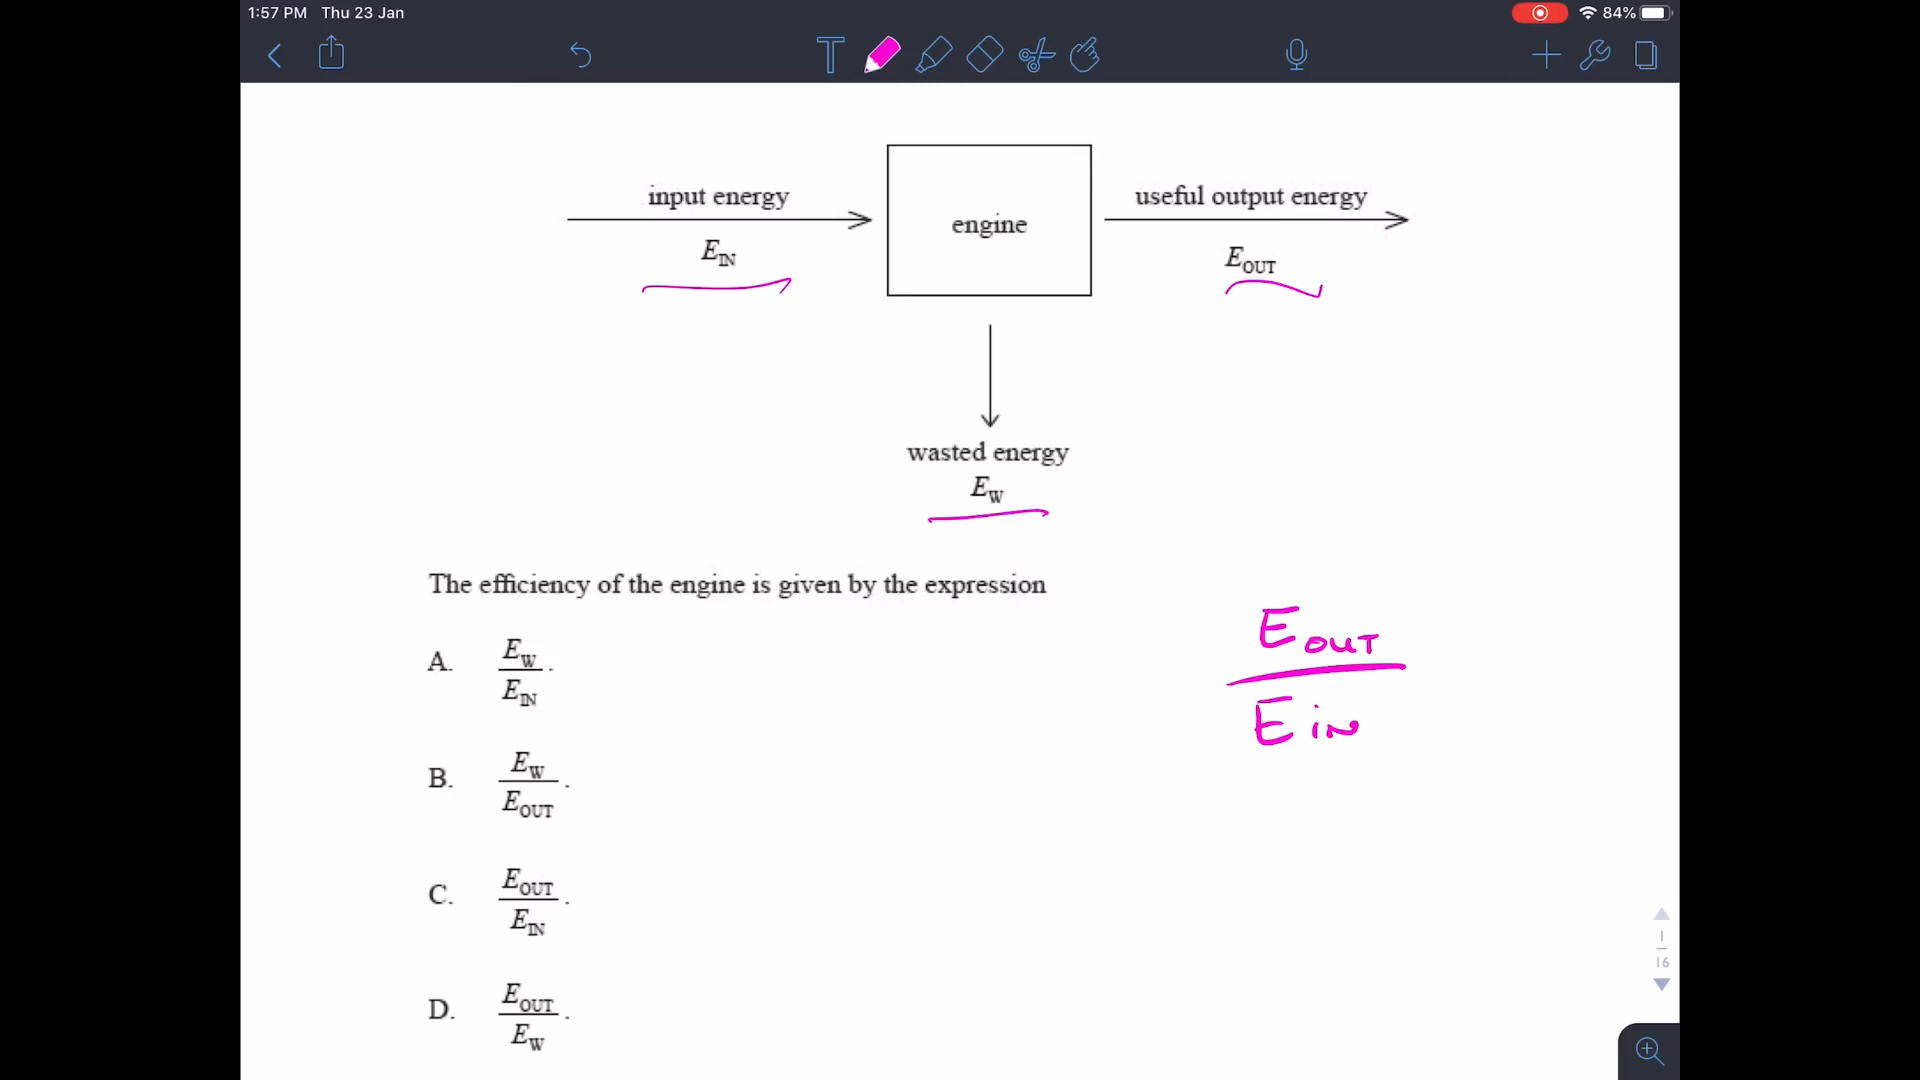 1:57 PM Thu 23 Jan
84%
input energy
E_IN
engine
useful output energy
E_OUT
wasted energy
E_W
The efficiency of the engine is given by the expression
A. E_W / E_IN .
B. E_W / E_OUT .
C. E_OUT / E_IN .
D. E_OUT / E_W .
E OUT
E in
1
16